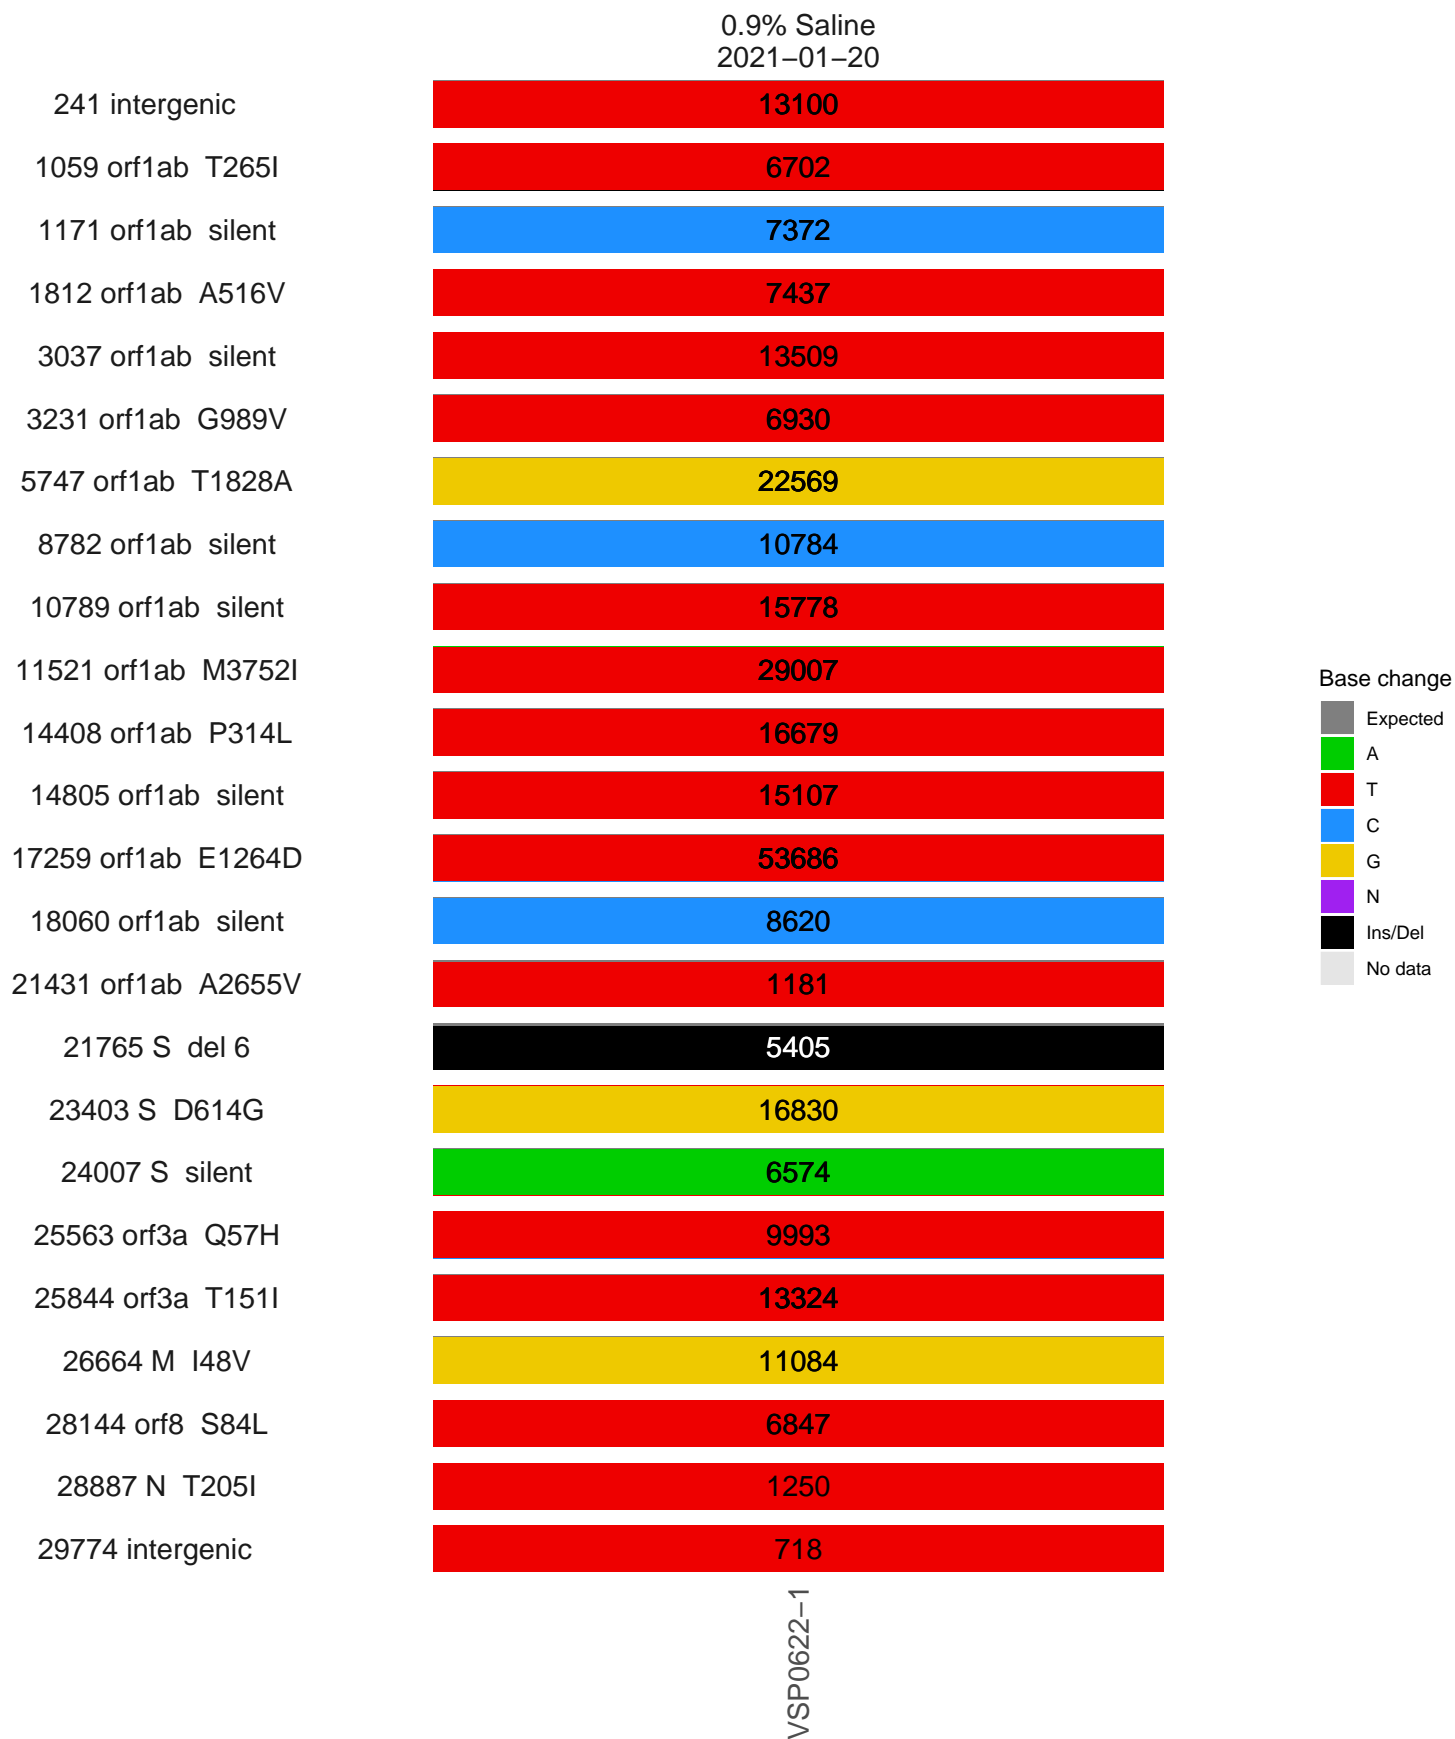 0.9% Saline
2021−01−20
241 intergenic 13100
1059 orf1ab T265I 6702
1171 orf1ab silent 7372
1812 orf1ab A516V 7437
3037 orf1ab silent 13509
3231 orf1ab G989V 6930
5747 orf1ab T1828A 22569
8782 orf1ab silent 10784
10789 orf1ab silent 15778
11521 orf1ab M3752I 29007
14408 orf1ab P314L 16679
14805 orf1ab silent 15107
17259 orf1ab E1264D 53686
18060 orf1ab silent 8620
21431 orf1ab A2655V 1181
21765 S del 6 5405
23403 S D614G 16830
24007 S silent 6574
25563 orf3a Q57H 9993
25844 orf3a T151I 13324
26664 M I48V 11084
28144 orf8 S84L 6847
28887 N T205I 1250
29774 intergenic 718
VSP0622−1
Base change
Expected
A
T
C
G
N
Ins/Del
No data